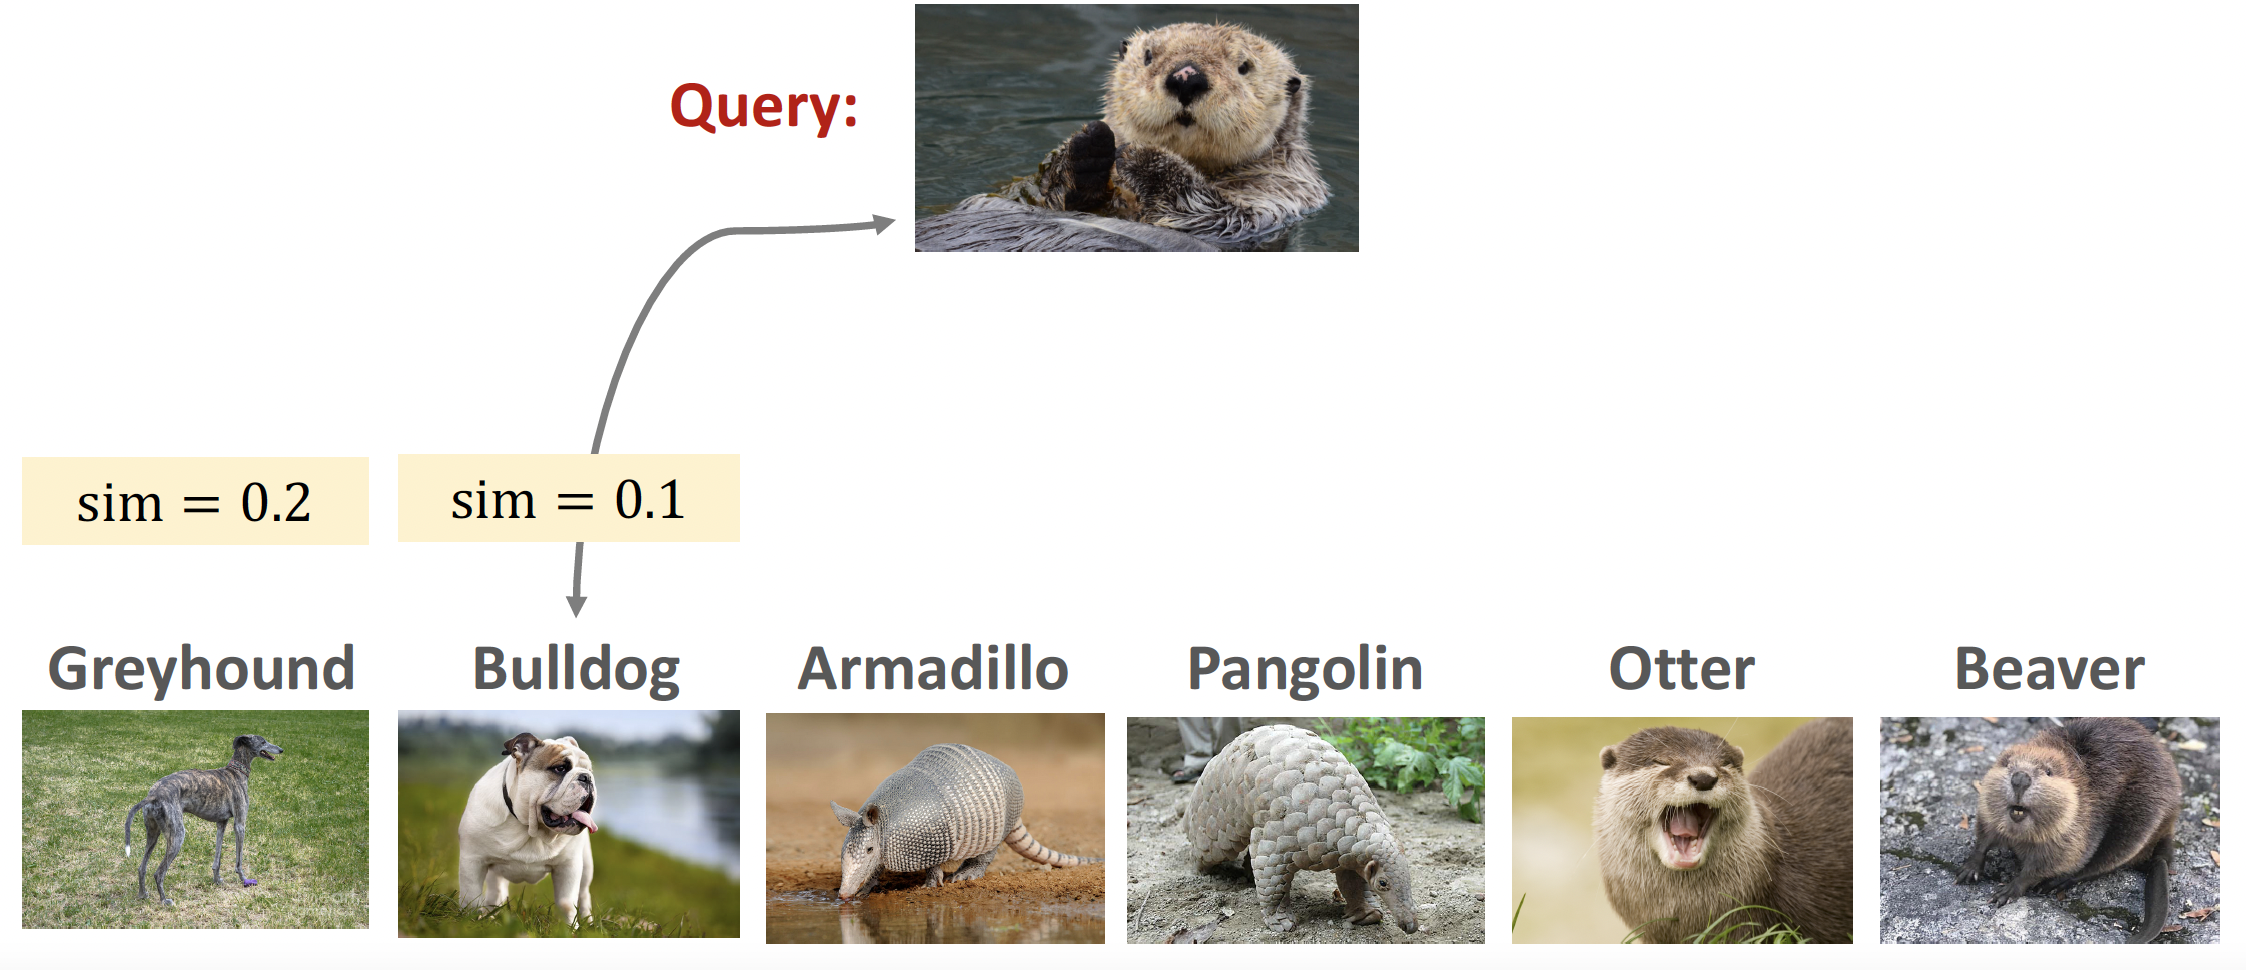 Query:
sim = 0.2
sim = 0.1
Greyhound
Bulldog
Armadillo
Pangolin
Otter
Beaver